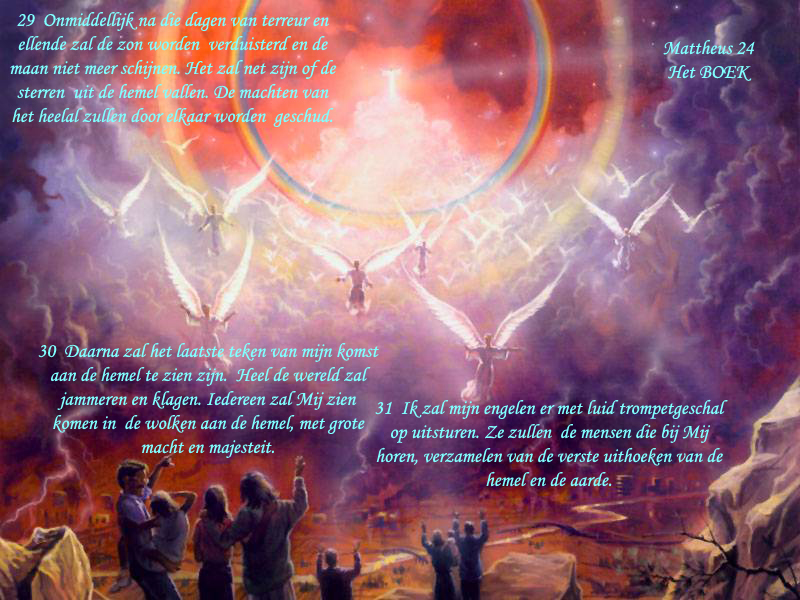 29 Onmiddellijk na die dagen van terreur en
ellende zal de zon worden verduisterd en de
maan niet meer schijnen. Het zal net zijn of de
sterren uit de hemel vallen. De machten van
het heelal zullen door elkaar worden geschud.
Mattheus 24
Het BOEK
30 Daarna zal het laatste teken van mijn komst
aan de hemel te zien zijn. Heel de wereld zal
jammeren en klagen. Iedereen zal Mij zien
komen in de wolken aan de hemel, met grote
macht en majesteit.
31 Ik zal mijn engelen er met luid trompetgeschal
op uitsturen. Ze zullen de mensen die bij Mij
horen, verzamelen van de verste uithoeken van de
hemel en de aarde.